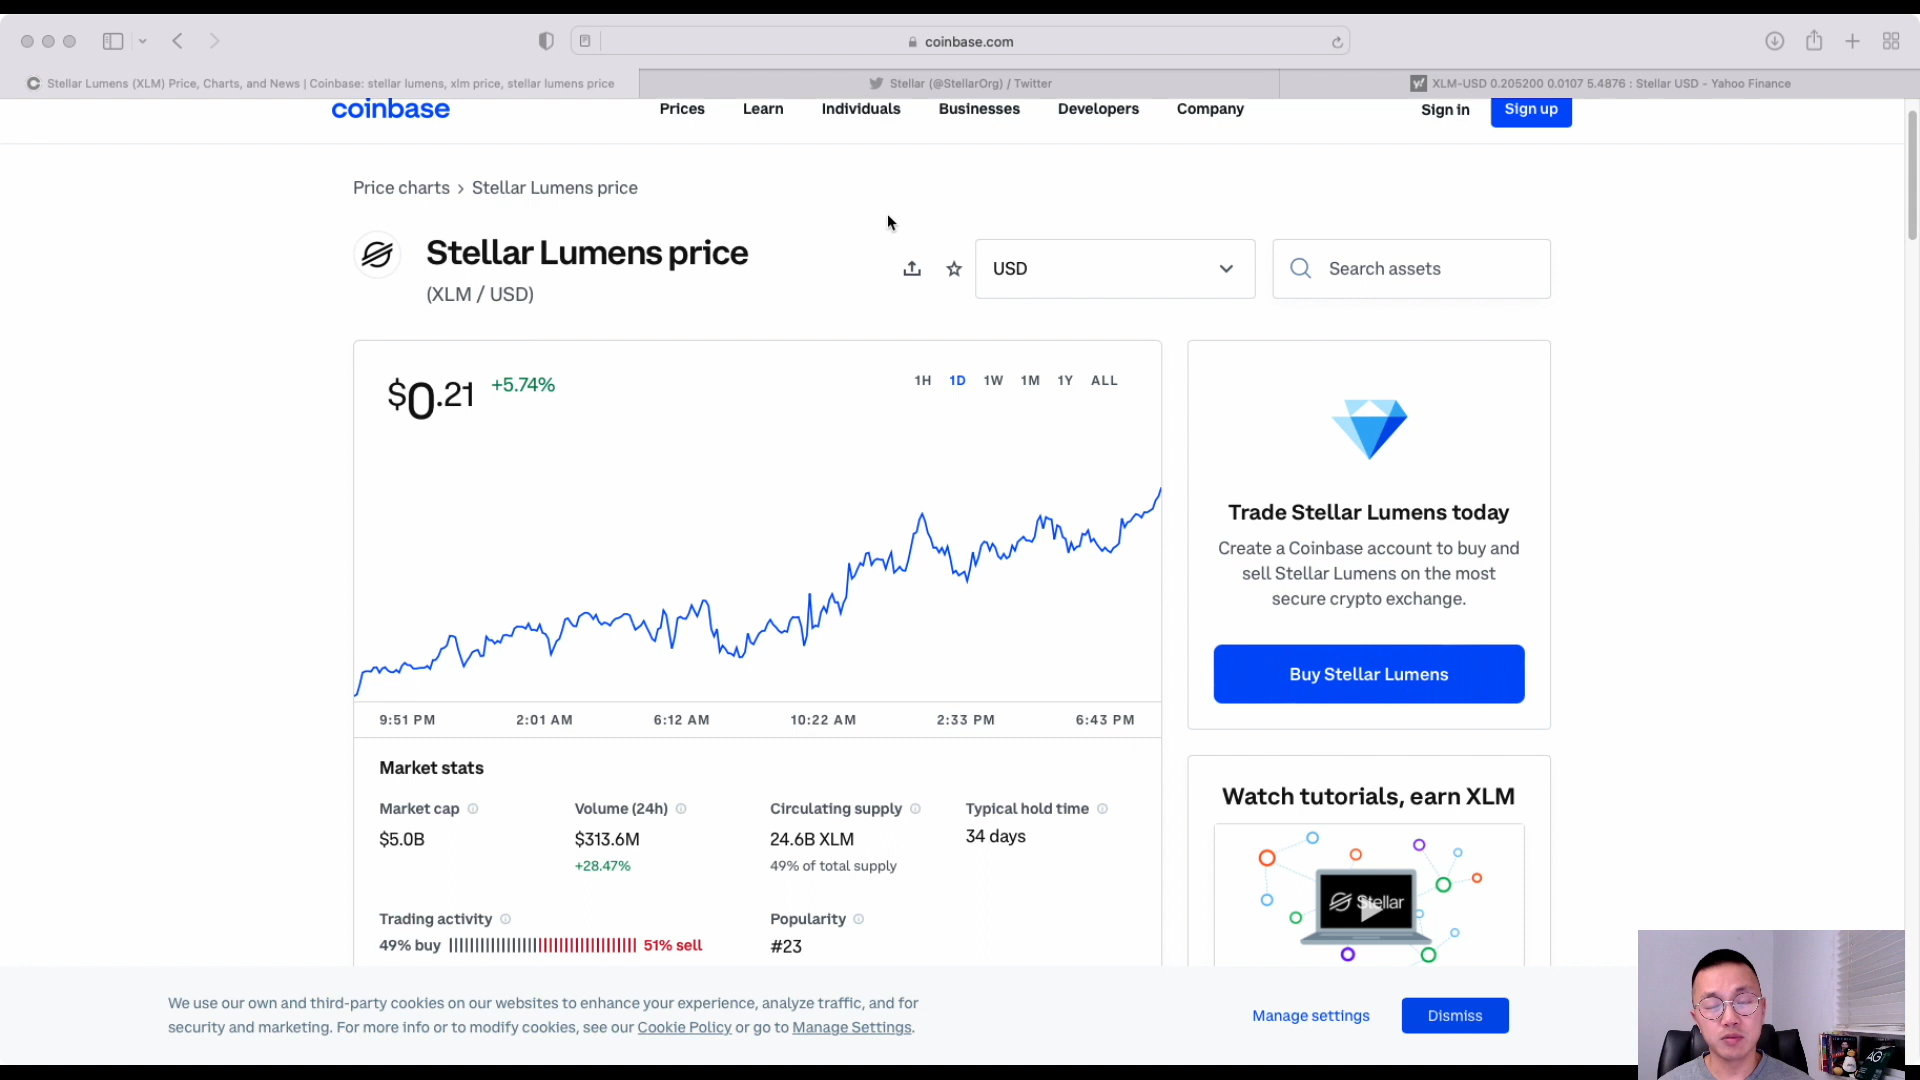 coinbase.com
Stellar Lumens (XLM) Price, Charts, and News | Coinbase: stellar lumens, xlm price, stellar lumens price
Stellar (@StellarOrg) / Twitter
XLM-USD 0.205200 0.0107 5.4876 : Stellar USD - Yahoo Finance
coinbase
Prices
Learn
Individuals
Businesses
Developers
Company
Sign in
Sign up
Price charts › Stellar Lumens price
Stellar Lumens price
(XLM / USD)
USD
Search assets
$0.21 +5.74%
1H 1D 1W 1M 1Y ALL
9:51 PM 2:01 AM 6:12 AM 10:22 AM 2:33 PM 6:43 PM
Trade Stellar Lumens today
Create a Coinbase account to buy and
sell Stellar Lumens on the most
secure crypto exchange.
Buy Stellar Lumens
Market stats
Market cap
$5.0B
Volume (24h)
$313.6M
+28.47%
Circulating supply
24.6B XLM
49% of total supply
Typical hold time
34 days
Trading activity
49% buy 51% sell
Popularity
#23
Watch tutorials, earn XLM
Stellar
We use our own and third-party cookies on our websites to enhance your experience, analyze traffic, and for
security and marketing. For more info or to modify cookies, see our Cookie Policy or go to Manage Settings.
Manage settings
Dismiss